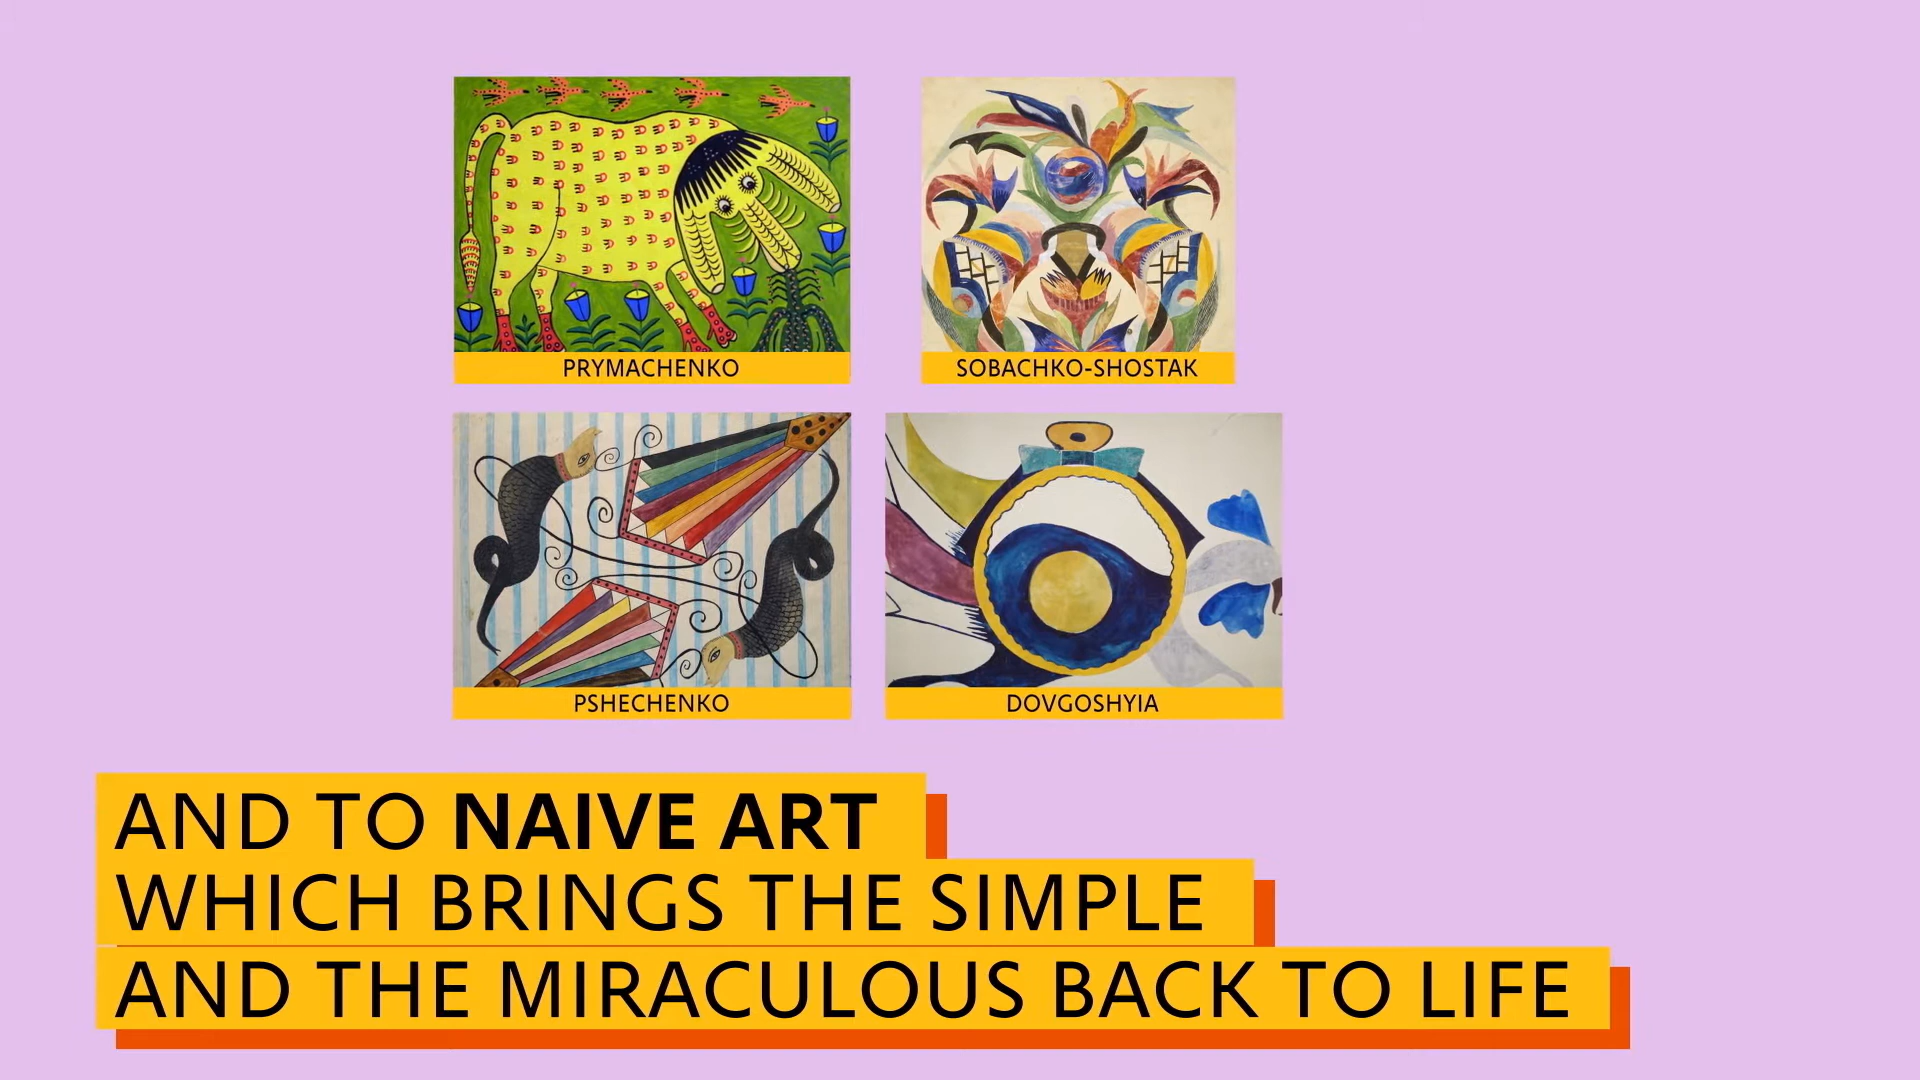 PRYMACHENKO
SOBACHKO-SHOSTAK
PSHECHENKO
DOVGOSHYIA
AND TO NAIVE ART
WHICH BRINGS THE SIMPLE
AND THE MIRACULOUS BACK TO LIFE